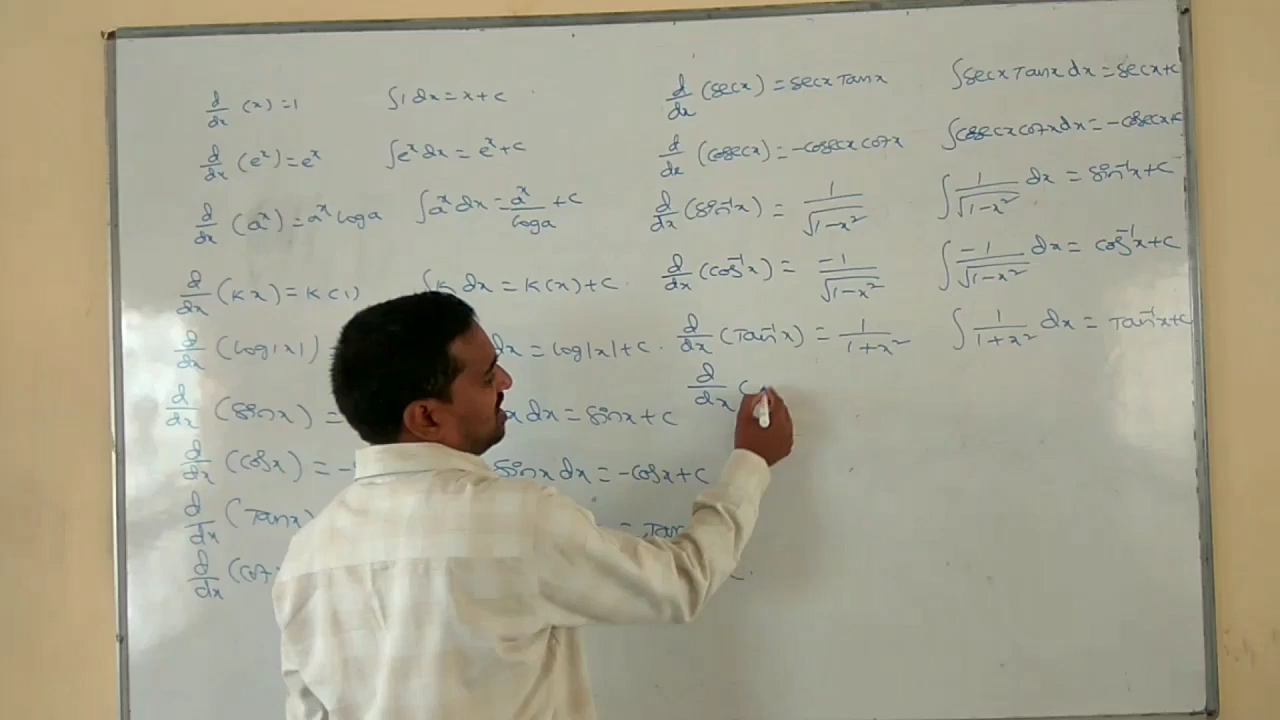 d/dx (x) = 1    ∫1 dx = x + c
d/dx (eˣ) = eˣ    ∫eˣ dx = eˣ + c
d/dx (aˣ) = aˣ log a    ∫aˣ dx = aˣ/log a + c
d/dx (Kx) = K(1)    ∫K dx = K(x) + c
d/dx (log|x|)    dx = log|x| + c.
d/dx (sinx) =    x dx = sinx + c
d/dx (cosx) = -    sinx dx = -cosx + c
d/dx (Tanx)    = Tan
d/dx (cot    c.
d/dx (secx) = secx Tanx    ∫secx Tanx dx = secx + c
d/dx (cosecx) = -cosecx cotx    ∫cosecx cotx dx = -cosecx + c
d/dx (sin⁻¹x) = 1/√(1-x²)    ∫ 1/√(1-x²) dx = sin⁻¹x + c
d/dx (cos⁻¹x) = -1/√(1-x²)    ∫ -1/√(1-x²) dx = cos⁻¹x + c
d/dx (Tan⁻¹x) = 1/(1+x²)    ∫ 1/(1+x²) dx = Tan⁻¹x + c
d/dx (